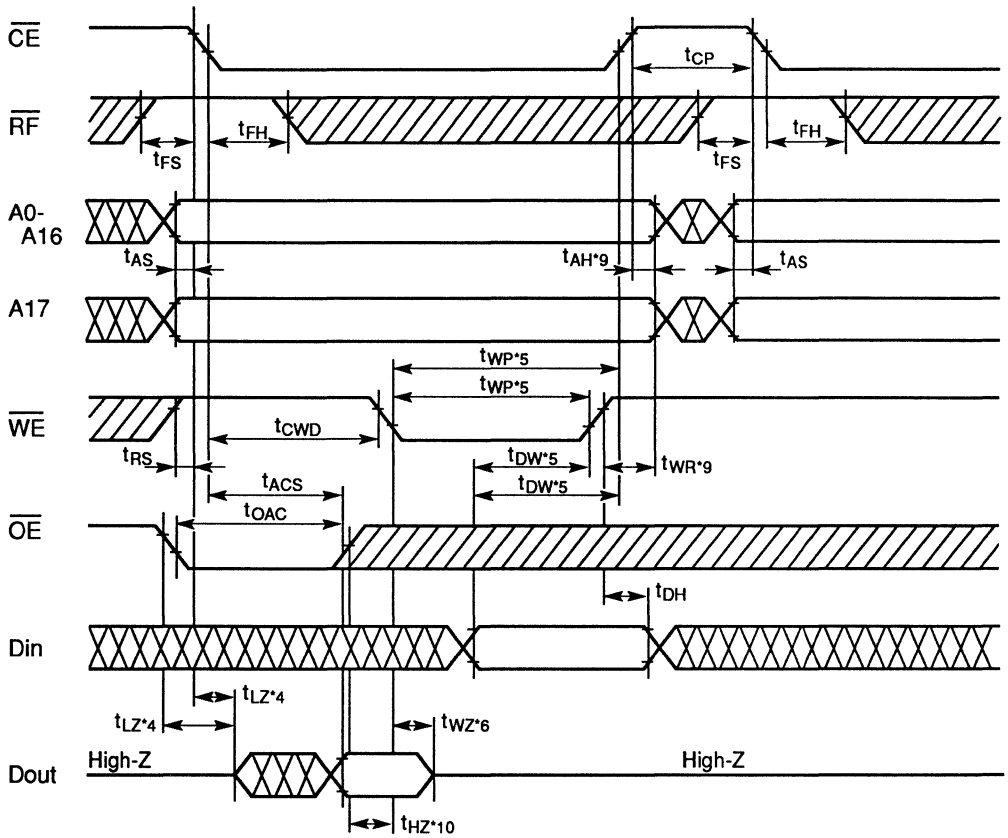 CE
tCP
RF
tFS
tFH
tFS
tFH
A0-
A16
tAS
tAH*9
tAS
A17
tWP*5
tWP*5
WE
tCWD
tRS
tDW*5
tWR*9
tACS
tDW*5
tOAC
OE
tDH
Din
tLZ*4
tLZ*4
tWZ*6
High-Z
High-Z
Dout
tHZ*10